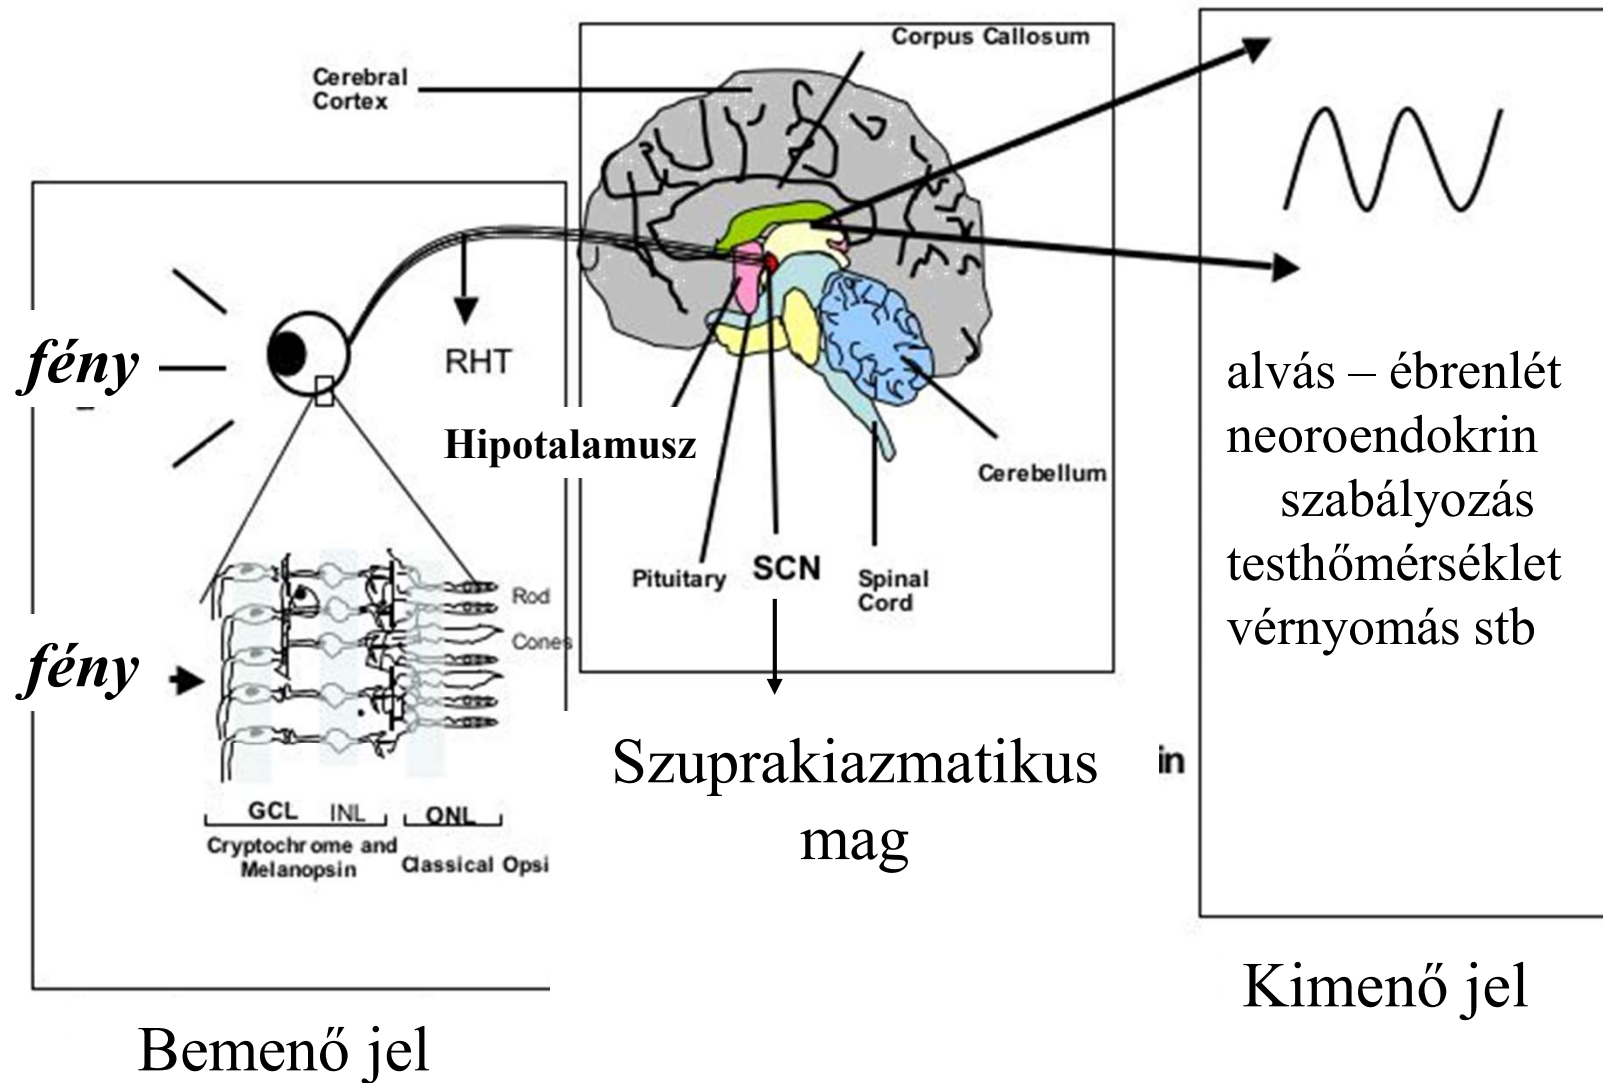 Corpus Callosum
Cerebral
Cortex
fény
RHT
Hipotalamusz
Cerebellum
Pituitary
SCN
Spinal
Cord
Rod
Cones
fény
GCL
INL
ONL
Cryptochrome and
Melanopsin
Classical Opsi
Bemenő jel
Szuprakiazmatikus
mag
in
alvás – ébrenlét
neoroendokrin
szabályozás
testhőmérséklet
vérnyomás stb
Kimenő jel